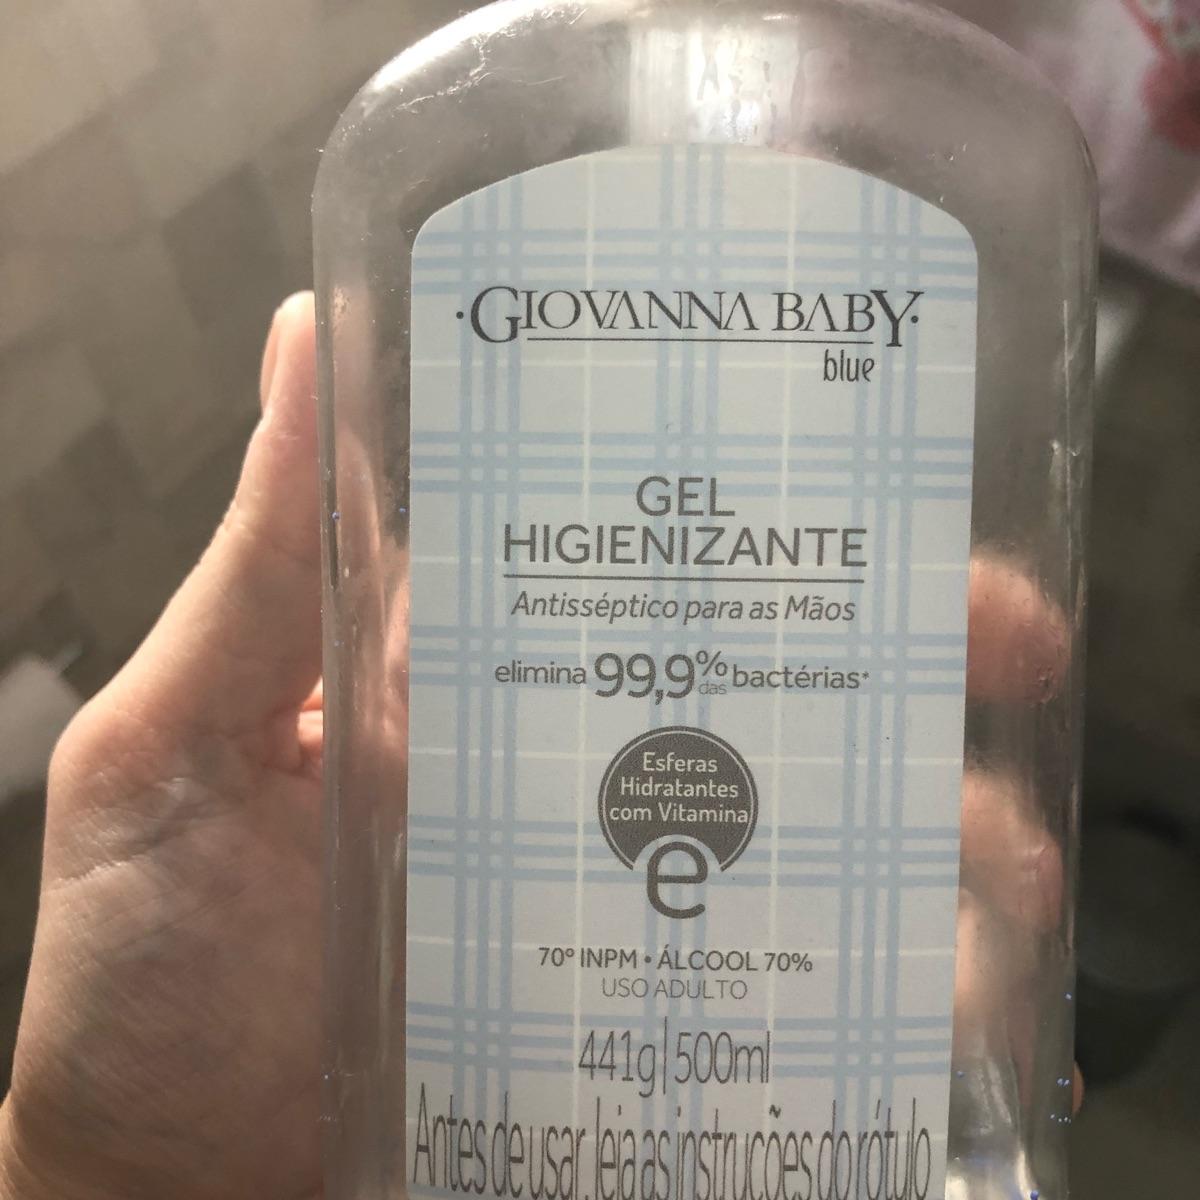 ·GIOVANNA BABY·
blue
GEL
HIGIENIZANTE
Antisséptico para as Mãos
elimina 99,9% das bactérias*
Esferas
Hidratantes
com Vitamina
e
70º INPM • ÁLCOOL 70%
USO ADULTO
441g|500ml
Antes de usar, leia as instruções do rótulo